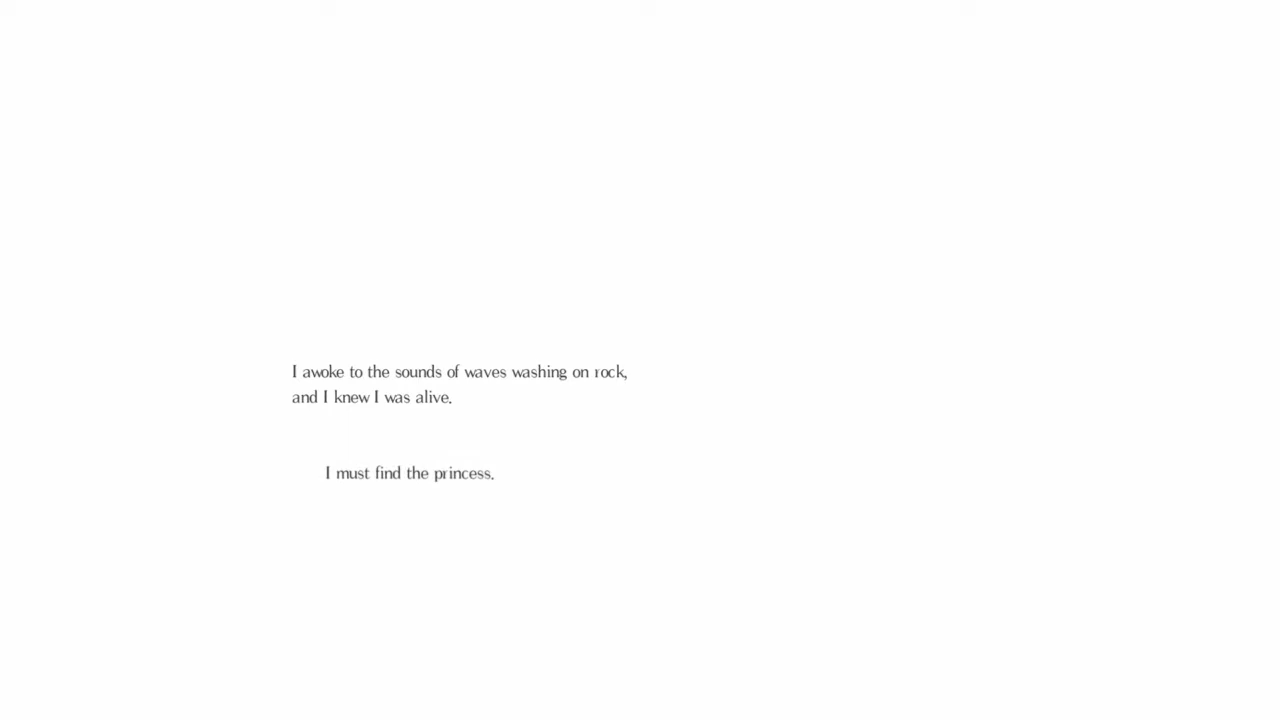 I awoke to the sounds of waves washing on rock,
and I knew I was alive.
I must find the princess.